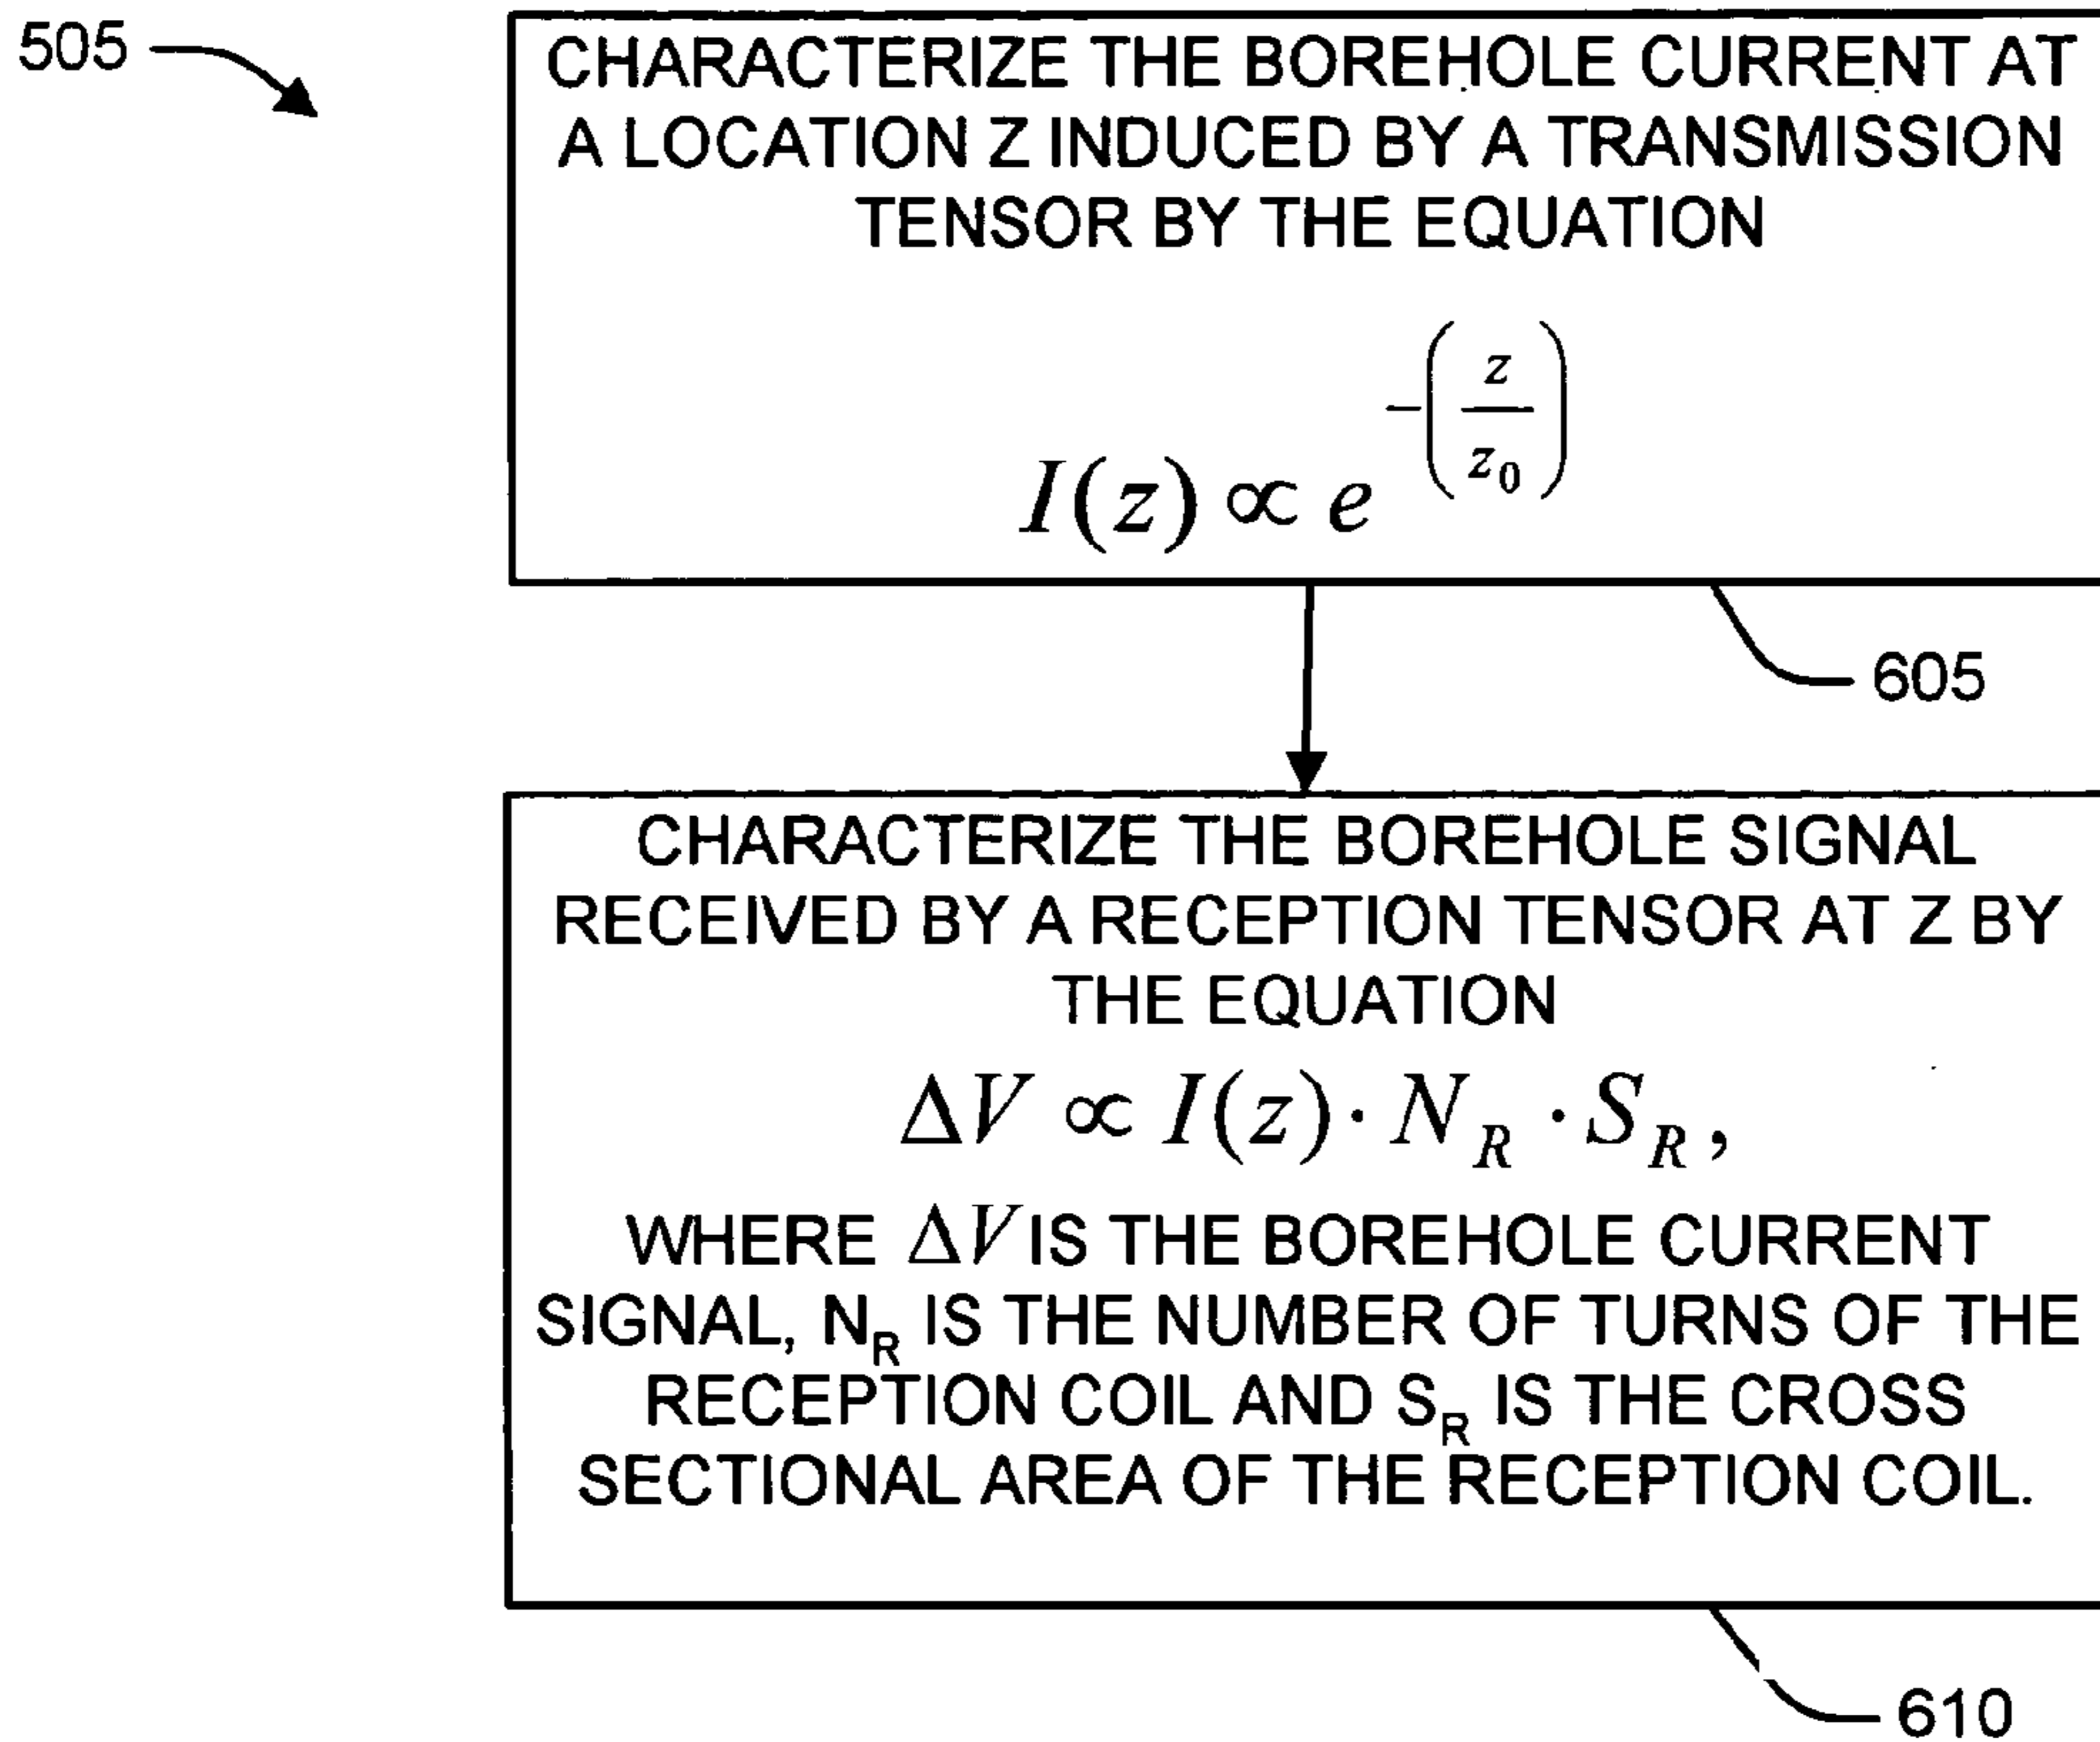 505
CHARACTERIZE THE BOREHOLE CURRENT AT
A LOCATION Z INDUCED BY A TRANSMISSION
TENSOR BY THE EQUATION
I(z) ∝ e^{-(z/z_0)}
605
CHARACTERIZE THE BOREHOLE SIGNAL
RECEIVED BY A RECEPTION TENSOR AT Z BY
THE EQUATION
ΔV ∝ I(z)·N_R·S_R,
WHERE ΔV IS THE BOREHOLE CURRENT
SIGNAL, N_R IS THE NUMBER OF TURNS OF THE
RECEPTION COIL AND S_R IS THE CROSS
SECTIONAL AREA OF THE RECEPTION COIL.
610